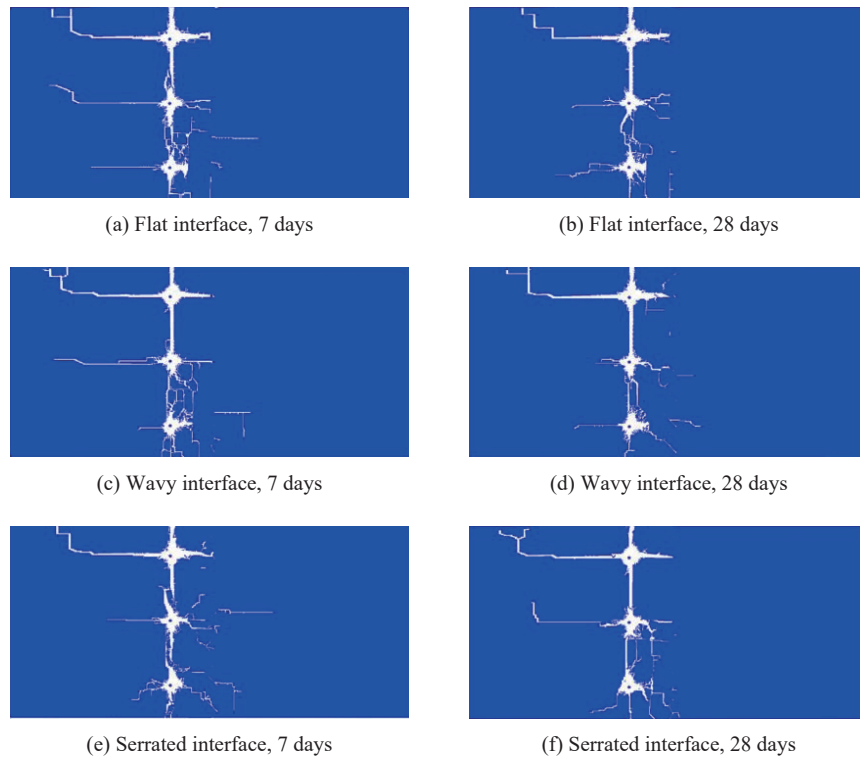 (a) Flat interface, 7 days
(b) Flat interface, 28 days
(c) Wavy interface, 7 days
(d) Wavy interface, 28 days
(e) Serrated interface, 7 days
(f) Serrated interface, 28 days